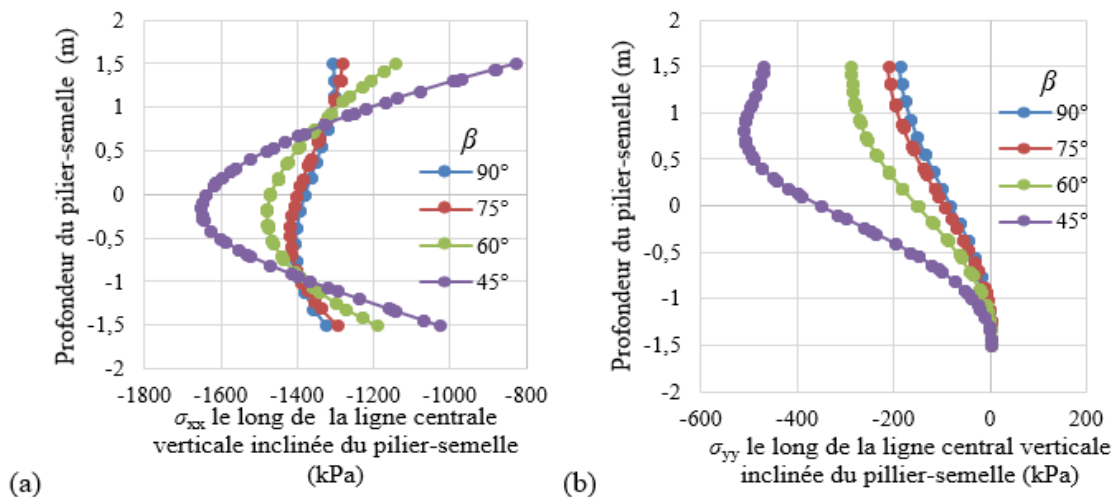 2
1,5
1
0,5
0
-0,5
-1
-1,5
-2
Profondeur du pilier-semelle (m)
β
90°
75°
60°
45°
-1800 -1600 -1400 -1200 -1000 -800
σxx le long de la ligne centrale
verticale inclinée du pilier-semelle
(kPa)
(a)
2
1,5
1
0,5
0
-0,5
-1
-1,5
-2
Profondeur du pilier-semelle (m)
β
90°
75°
60°
45°
-600 -400 -200 0 200
σyy le long de la ligne central verticale
inclinée du pillier-semelle (kPa)
(b)